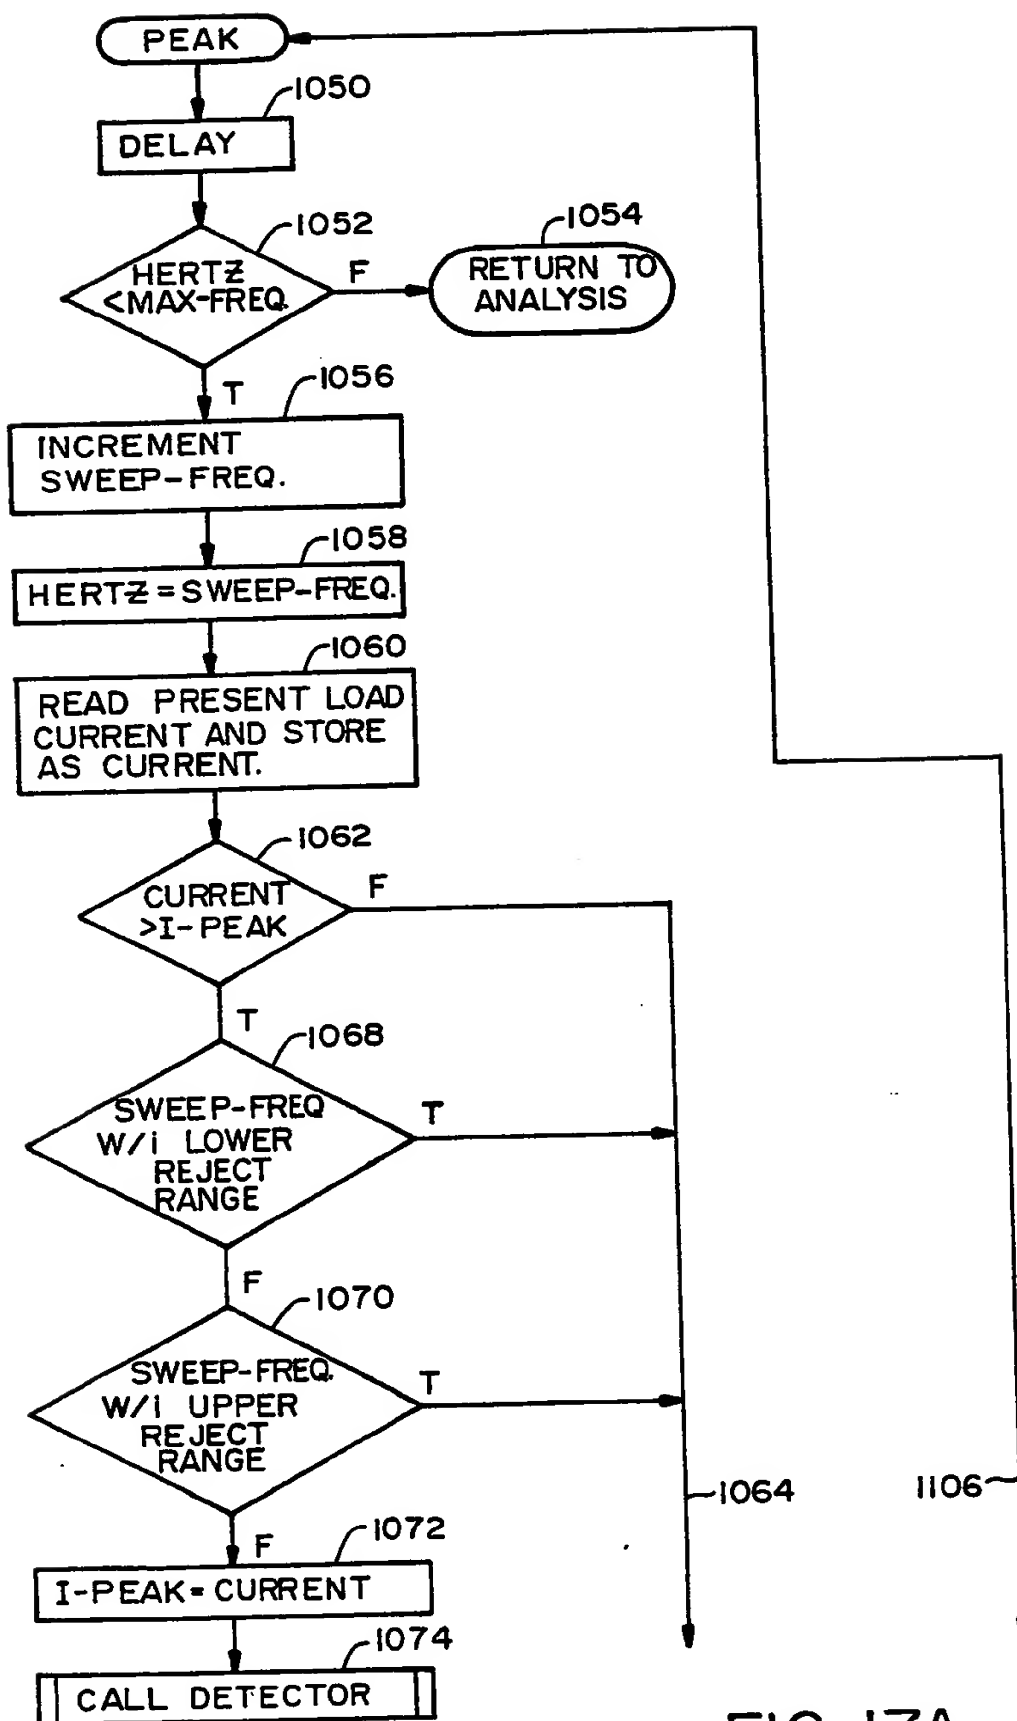 PEAK
1050
DELAY
1052
HERTZ
<MAX-FREQ.
F
1054
RETURN TO
ANALYSIS
T
1056
INCREMENT
SWEEP-FREQ.
1058
HERTZ=SWEEP-FREQ.
1060
READ PRESENT LOAD
CURRENT AND STORE
AS CURRENT.
1062
CURRENT
>I-PEAK
F
T
1068
SWEEP-FREQ
W/i LOWER
REJECT
RANGE
T
F
1070
SWEEP-FREQ.
W/i UPPER
REJECT
RANGE
T
1064
1106
F
1072
I-PEAK=CURRENT
1074
CALL DETECTOR
FIG. 17A